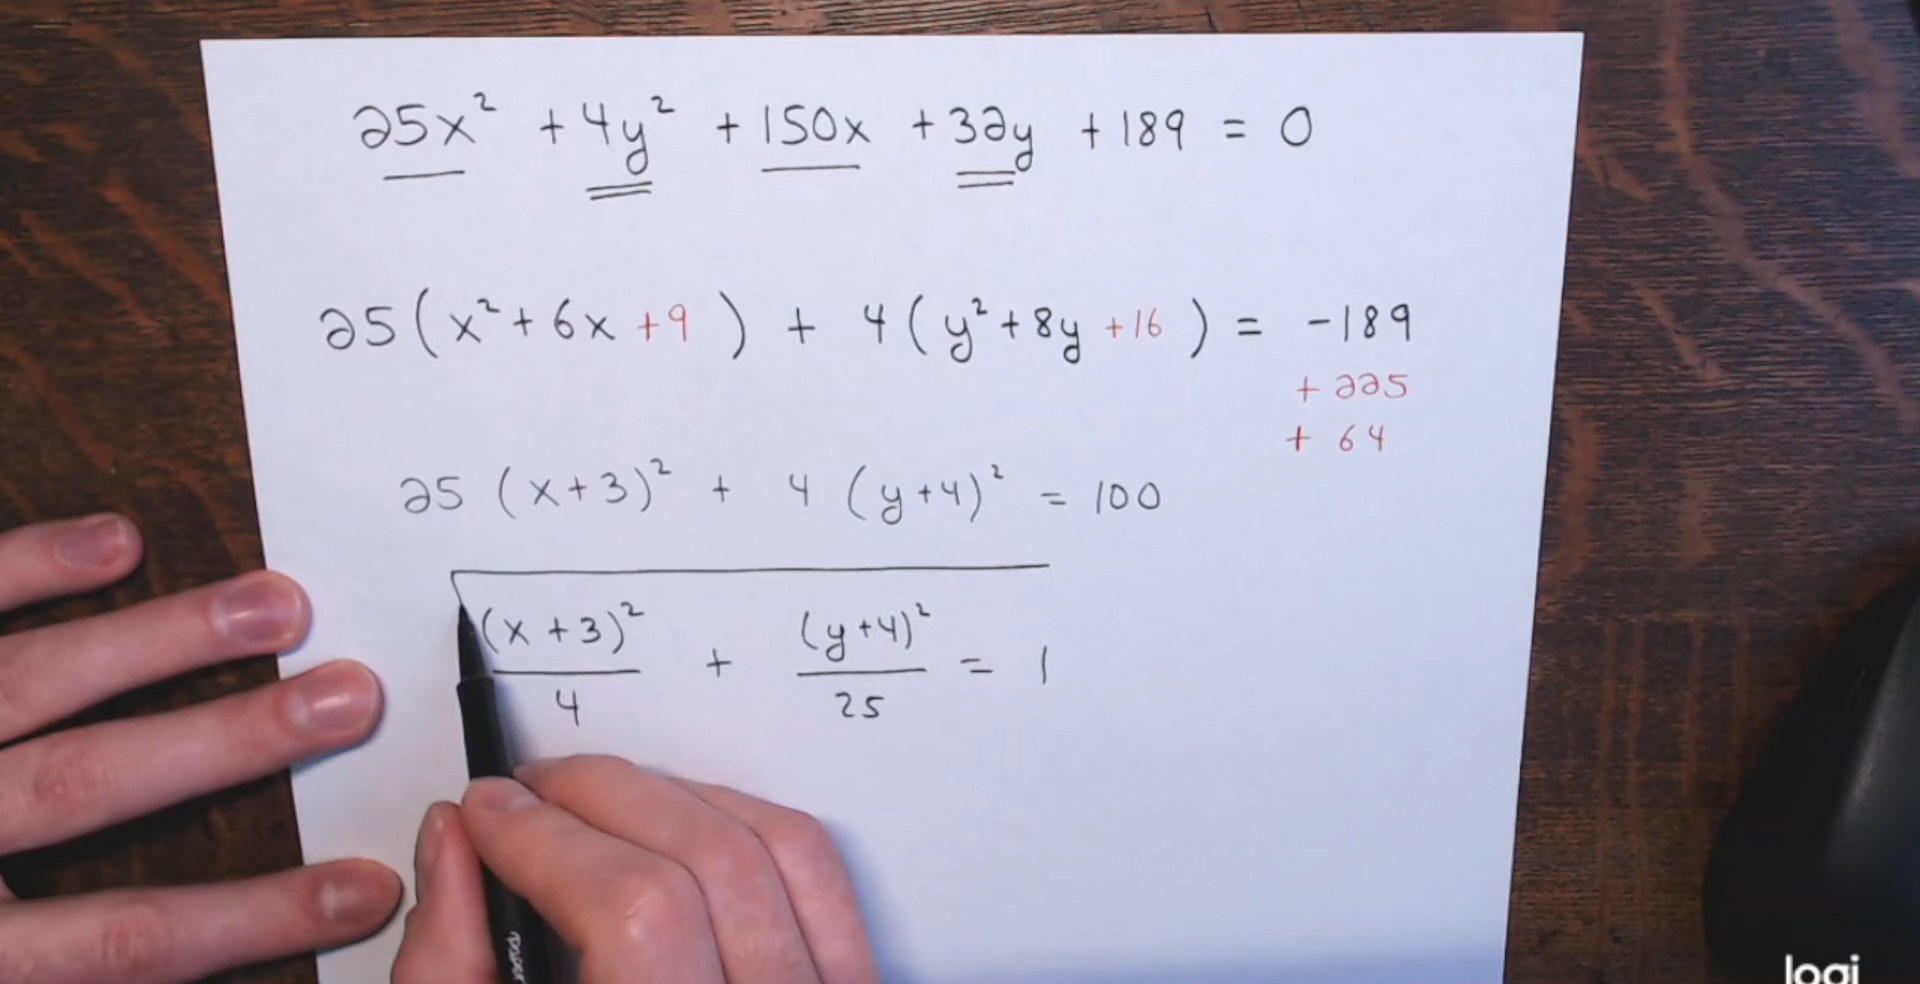 25x² + 4y² + 150x + 32y + 189 = 0
25(x² + 6x + 9) + 4(y² + 8y + 16) = -189
+ 225
+ 64
25 (x+3)² + 4 (y+4)² = 100
(x+3)²/4 + (y+4)²/25 = 1
logi